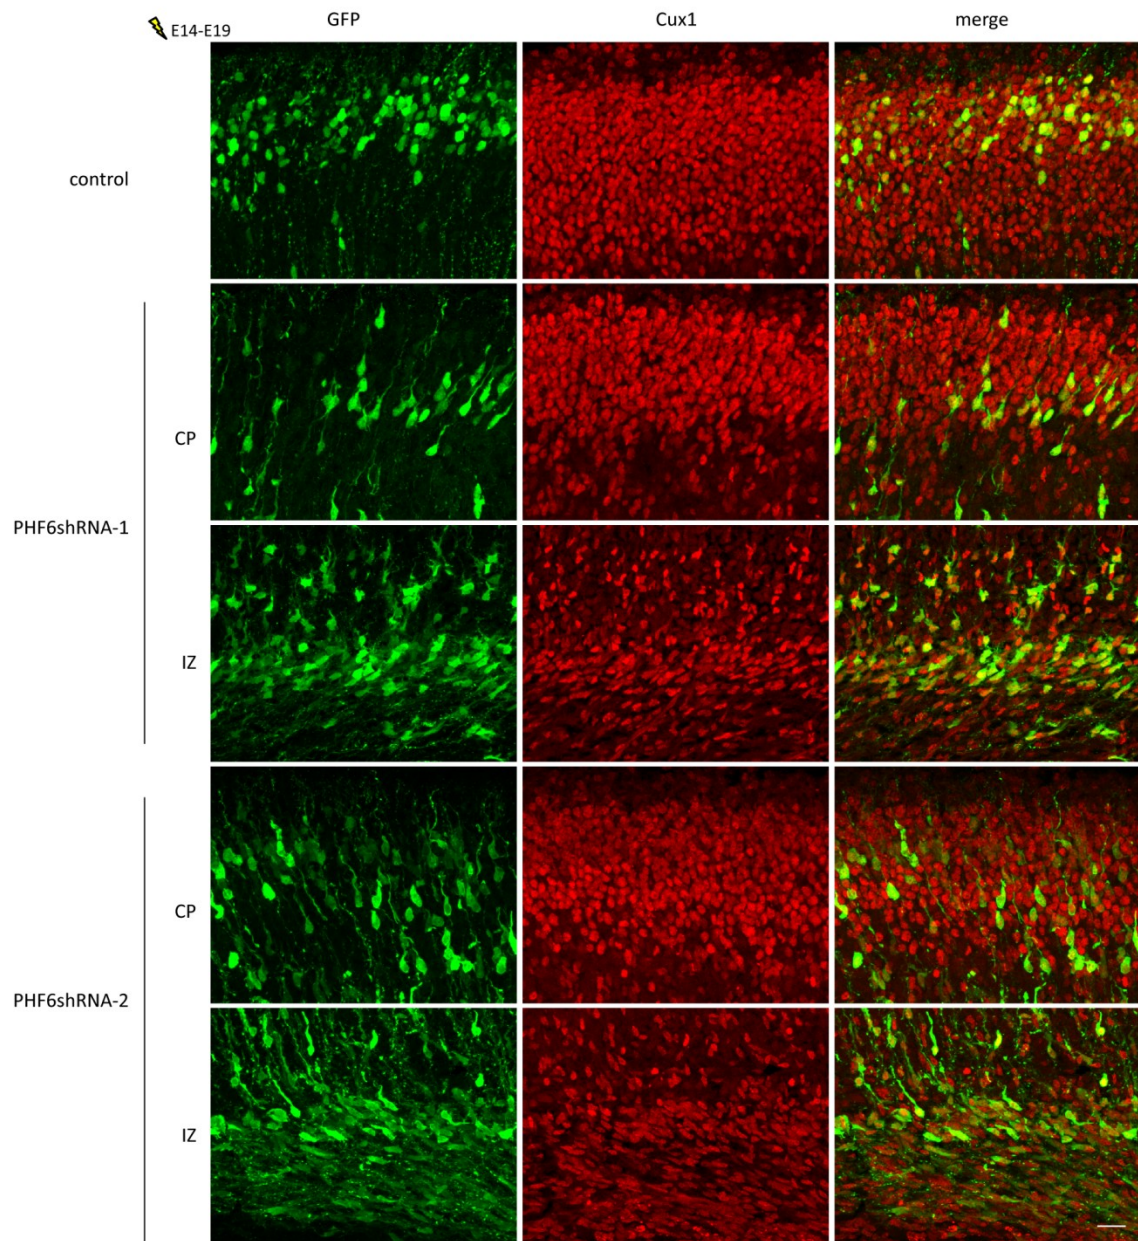 E14-E19 GFP Cux1 merge
control
CP
PHF6shRNA-1
IZ
CP
PHF6shRNA-2
IZ